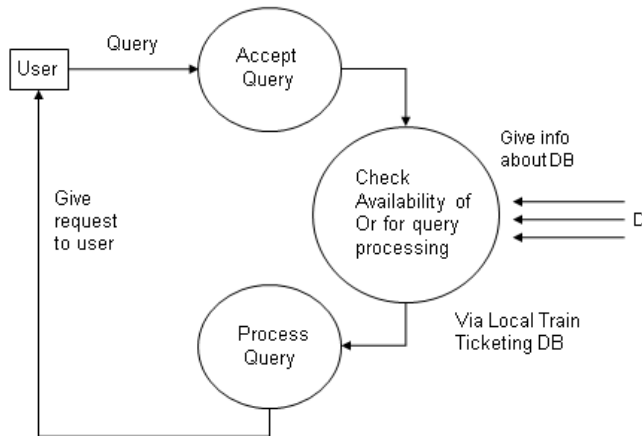 User
Query
Accept
Query
Give info
about DB
Check
Availability of
Or for query
processing
D
Give
request
to user
Via Local Train
Ticketing DB
Process
Query